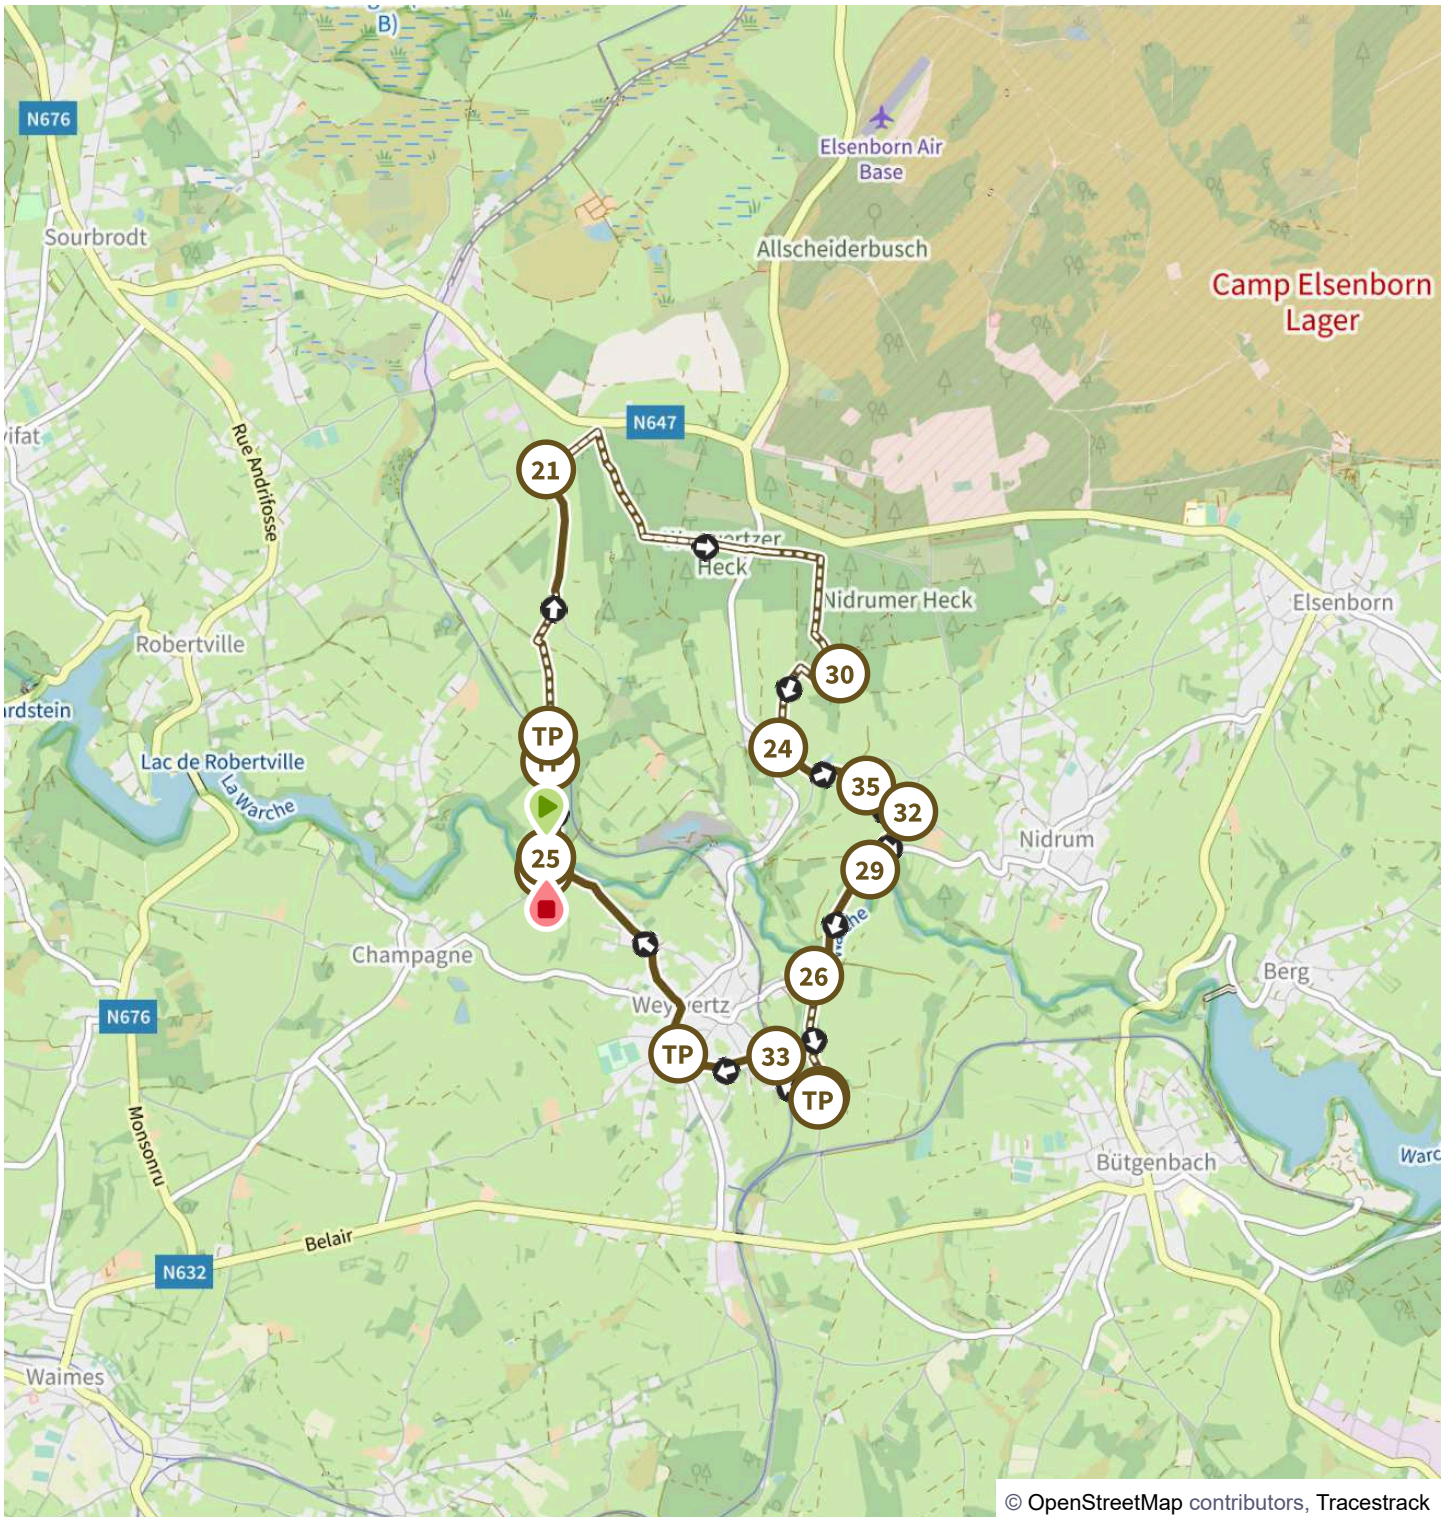 B)
N676
Elsenborn Air
Base
Sourbrodt
Allscheiderbusch
Camp Elsenborn
Lager
N647
Rue Andrifosse
21
Heck
Nidrumer Heck
Elsenborn
Robertville
30
Lac de Robertville
La Warche
TP
24
35
32
Nidrum
25
29
Champagne
26
Berg
N676
TP
33
TP
Monsonru
Bütgenbach
Belair
N632
Waimes
© OpenStreetMap contributors, Tracestrack